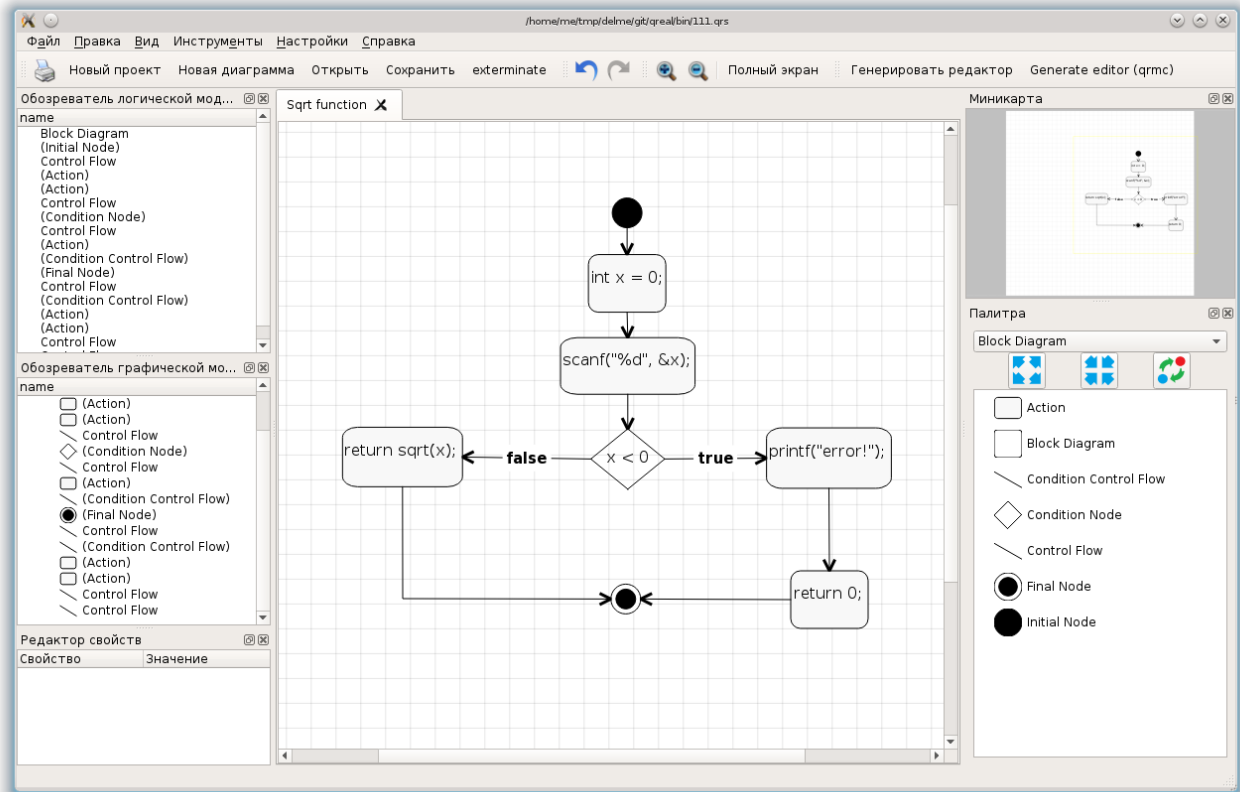 /home/me/tmp/delme/git/qreal/bin/111.qrs
Файл Правка Вид Инструменты Настройки Справка
Новый проект Новая диаграмма Открыть Сохранить exterminate Полный экран Генерировать редактор Generate editor (qrmc)
Обозреватель логической мод...
name
Block Diagram
(Initial Node)
Control Flow
(Action)
(Action)
Control Flow
(Condition Node)
Control Flow
(Action)
(Condition Control Flow)
(Final Node)
Control Flow
(Condition Control Flow)
(Action)
(Action)
Control Flow
Обозреватель графической мо...
name
(Action)
(Action)
Control Flow
(Condition Node)
Control Flow
(Action)
(Condition Control Flow)
(Final Node)
Control Flow
(Condition Control Flow)
(Action)
(Action)
Control Flow
Control Flow
Редактор свойств
Свойство Значение
Sqrt function
int x = 0;
scanf("%d", &x);
return sqrt(x);
false
x < 0
true
printf("error!");
return 0;
Миникарта
Палитра
Block Diagram
Action
Block Diagram
Condition Control Flow
Condition Node
Control Flow
Final Node
Initial Node